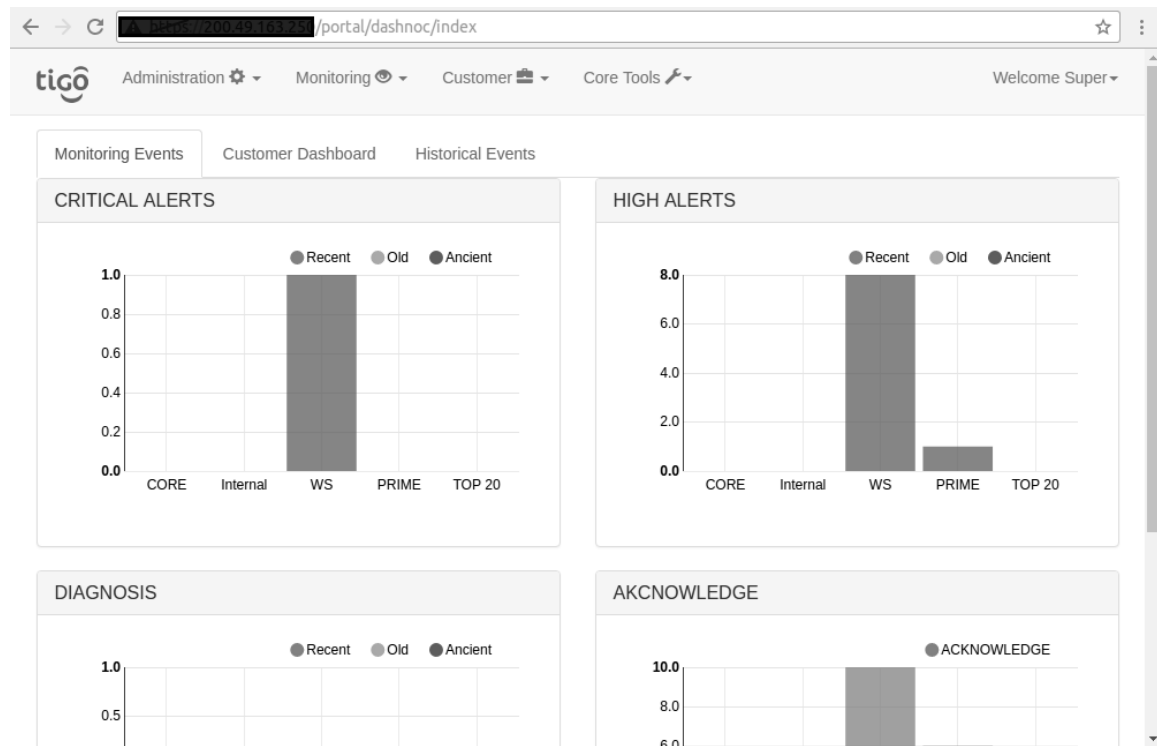 /portal/dashnoc/index
tigo Administration Monitoring Customer Core Tools Welcome Super
Monitoring Events Customer Dashboard Historical Events
CRITICAL ALERTS
Recent Old Ancient
1.0
0.8
0.6
0.4
0.2
0.0
CORE Internal WS PRIME TOP 20
HIGH ALERTS
Recent Old Ancient
8.0
6.0
4.0
2.0
0.0
CORE Internal WS PRIME TOP 20
DIAGNOSIS
Recent Old Ancient
1.0
0.5
AKCNOWLEDGE
ACKNOWLEDGE
10.0
8.0
6.0